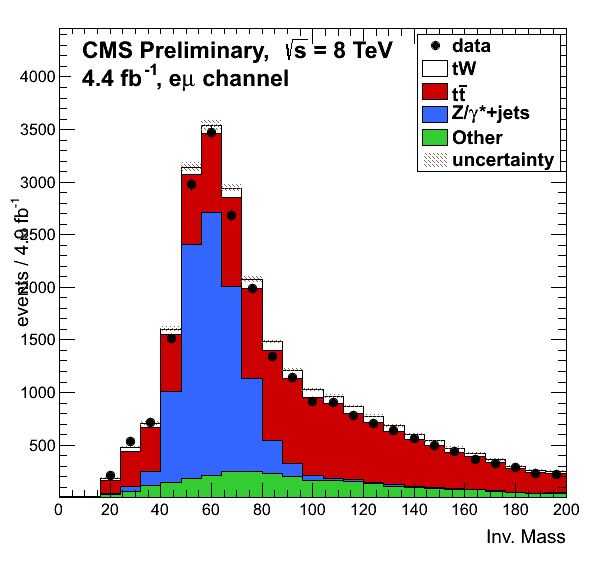 CMS Preliminary, √s = 8 TeV
4.4 fb⁻¹, eμ channel
data
tW
tt̅
Z/γ*+jets
Other
uncertainty
events / 4.9 fb⁻¹
4000
3500
3000
2500
2000
1500
1000
500
0 20 40 60 80 100 120 140 160 180 200
Inv. Mass